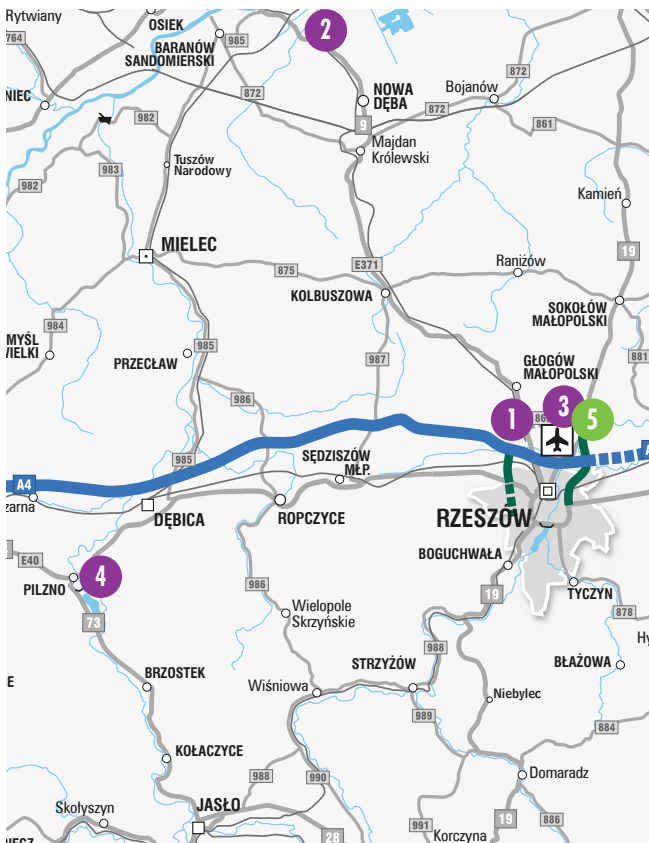 Rytwiany
764
OSIEK
BARANÓW
SANDOMIERSKI
985
2
872
NIEC
982
NOWA
DĘBA
Bojanów
872
872
9
861
Majdan
Królewski
Tuszów
Narodowy
983
982
Kamień
MIELEC
19
875
E371
Raniżów
KOLBUSZOWA
SOKOŁÓW
MAŁOPOLSKI
984
MYŚL
WIELKI
985
PRZECŁAW
987
881
GŁOGÓW
MAŁOPOLSKI
986
1
3
5
985
SĘDZISZÓW
MŁP.
A4
zarna
DĘBICA
ROPCZYCE
RZESZÓW
BOGUCHWAŁA
E40
PILZNO
4
986
19
TYCZYN
878
73
Wielopole
Skrzyńskie
988
STRZYŻÓW
BŁAŻOWA
E
BRZOSTEK
Wiśniowa
Niebylec
989
884
KOŁACZYCE
988
990
Domaradz
Skołyszyn
JASŁO
28
991
Korczyna
19
886